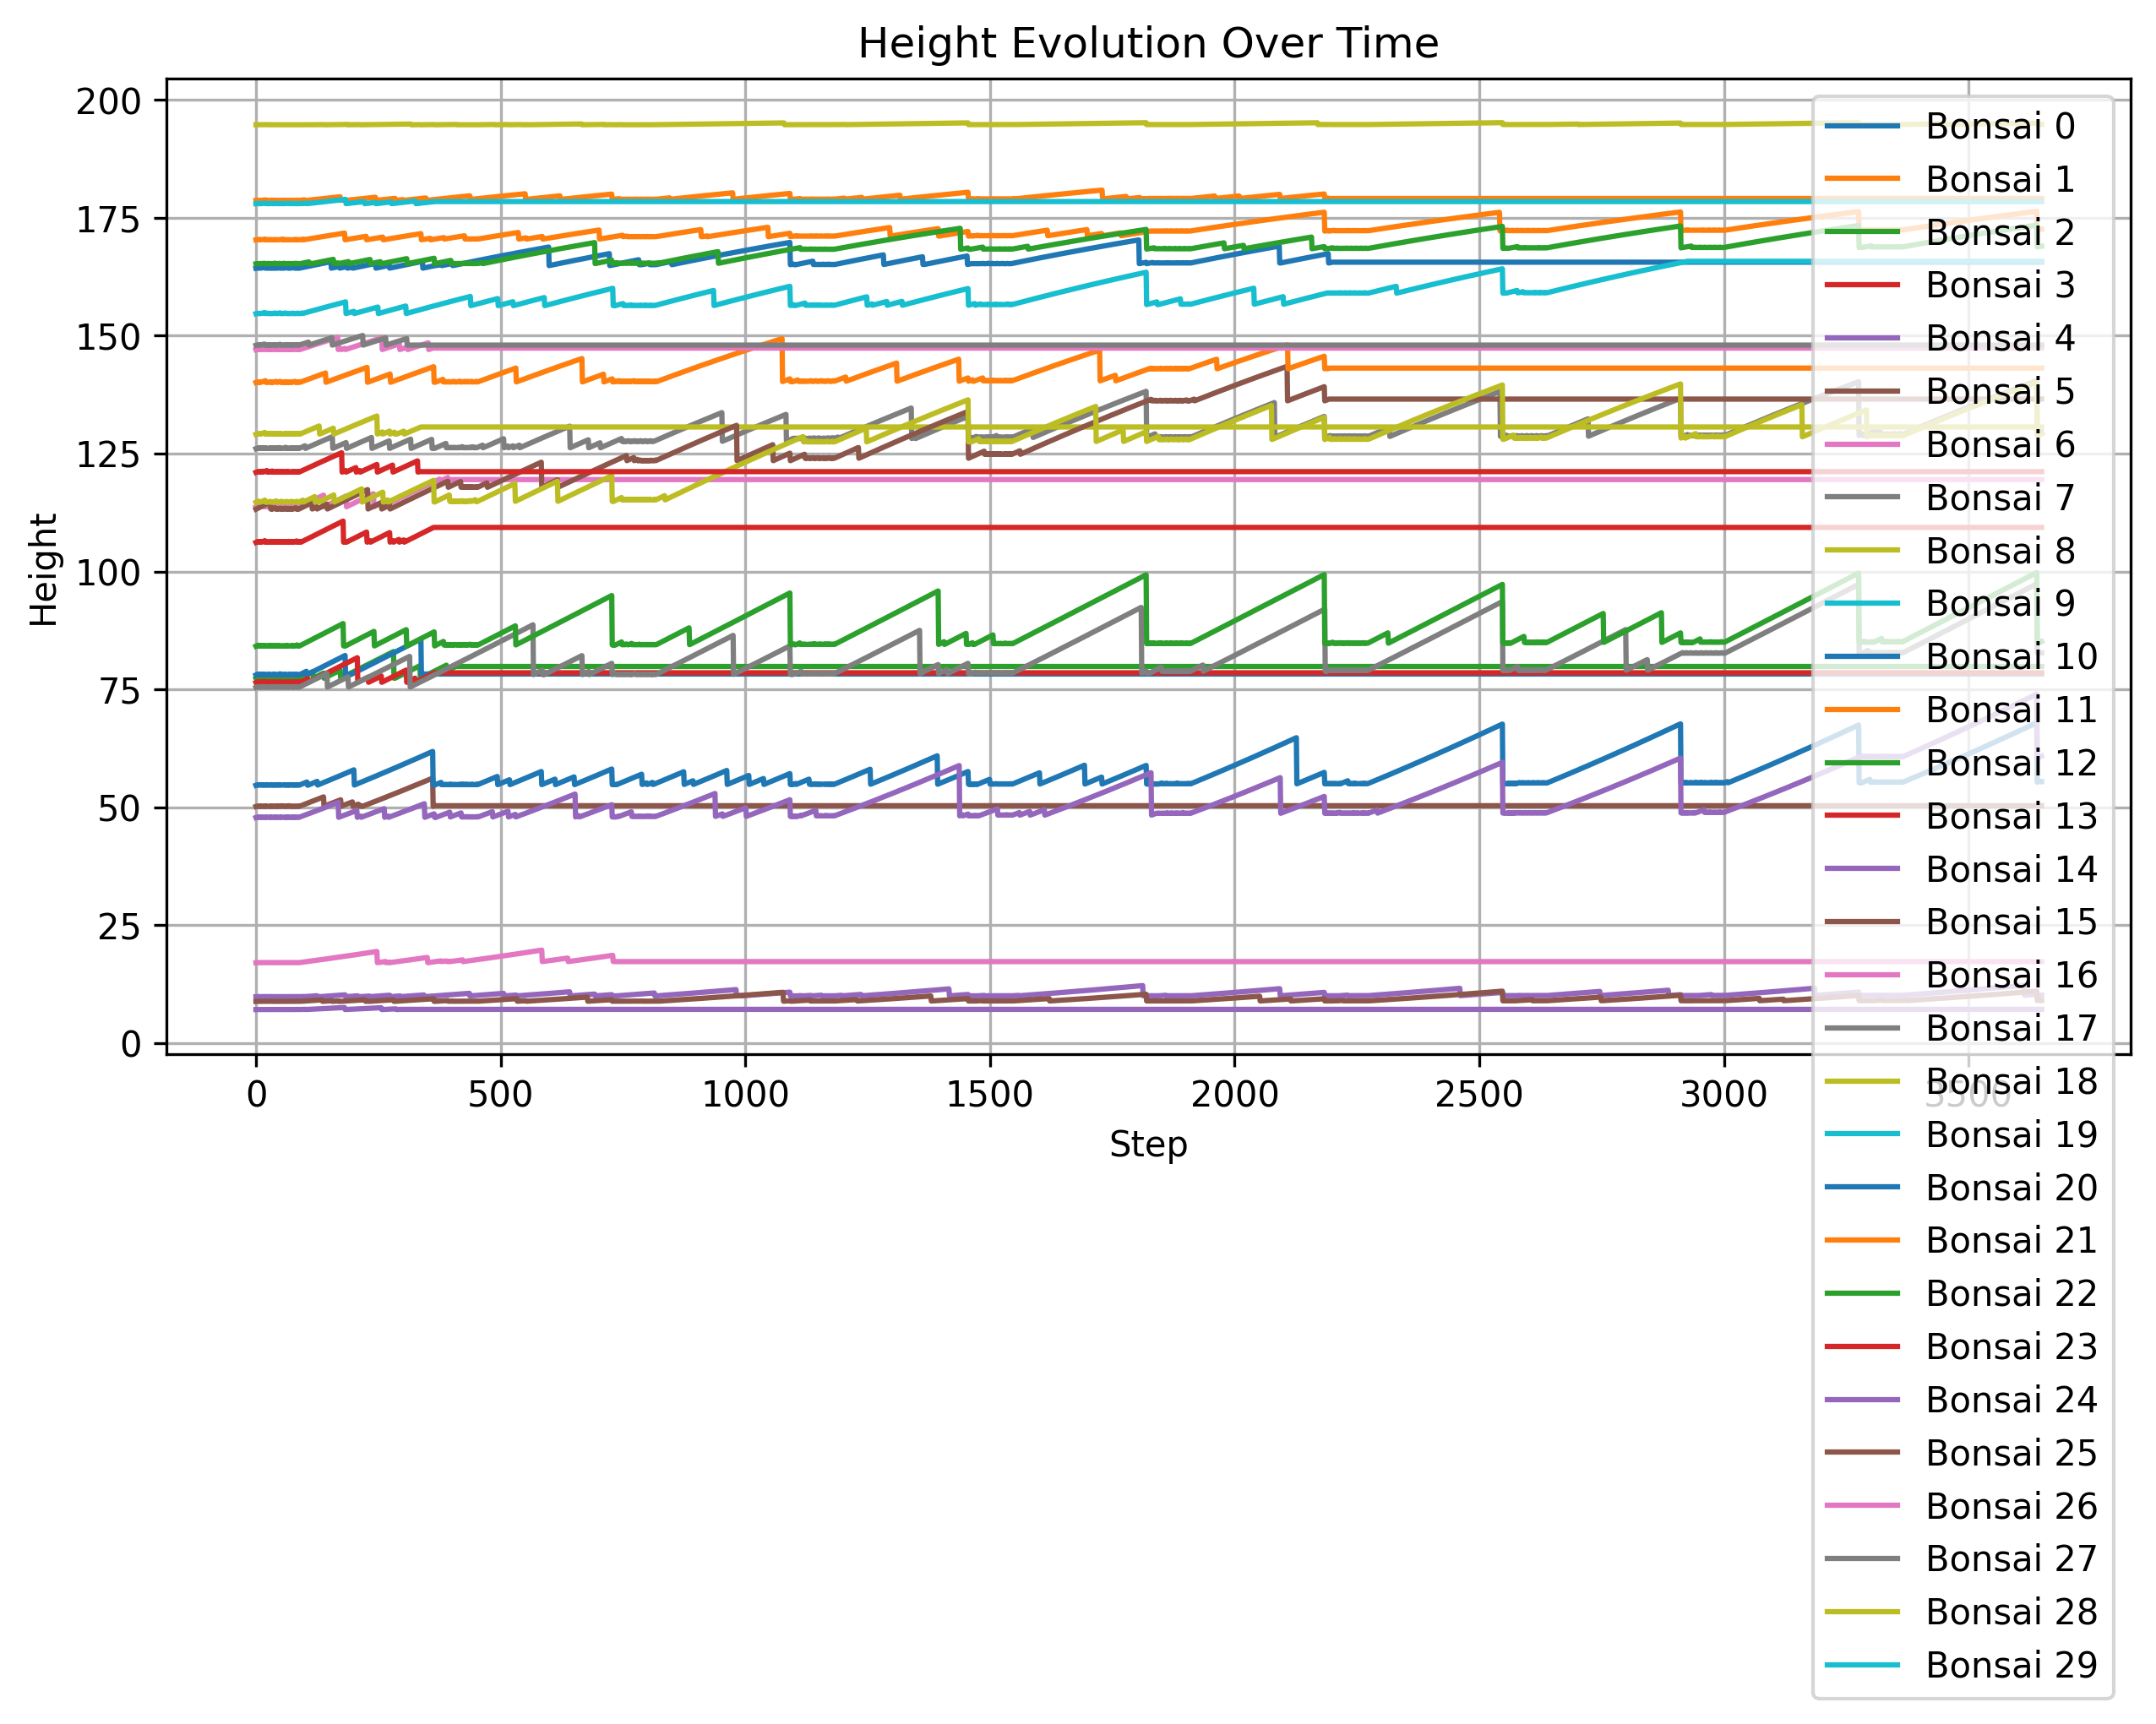 Height Evolution Over Time
Height
200
175
150
125
100
75
50
25
0
0 500 1000 1500 2000 2500 3000 3500
Step
Bonsai 0
Bonsai 1
Bonsai 2
Bonsai 3
Bonsai 4
Bonsai 5
Bonsai 6
Bonsai 7
Bonsai 8
Bonsai 9
Bonsai 10
Bonsai 11
Bonsai 12
Bonsai 13
Bonsai 14
Bonsai 15
Bonsai 16
Bonsai 17
Bonsai 18
Bonsai 19
Bonsai 20
Bonsai 21
Bonsai 22
Bonsai 23
Bonsai 24
Bonsai 25
Bonsai 26
Bonsai 27
Bonsai 28
Bonsai 29